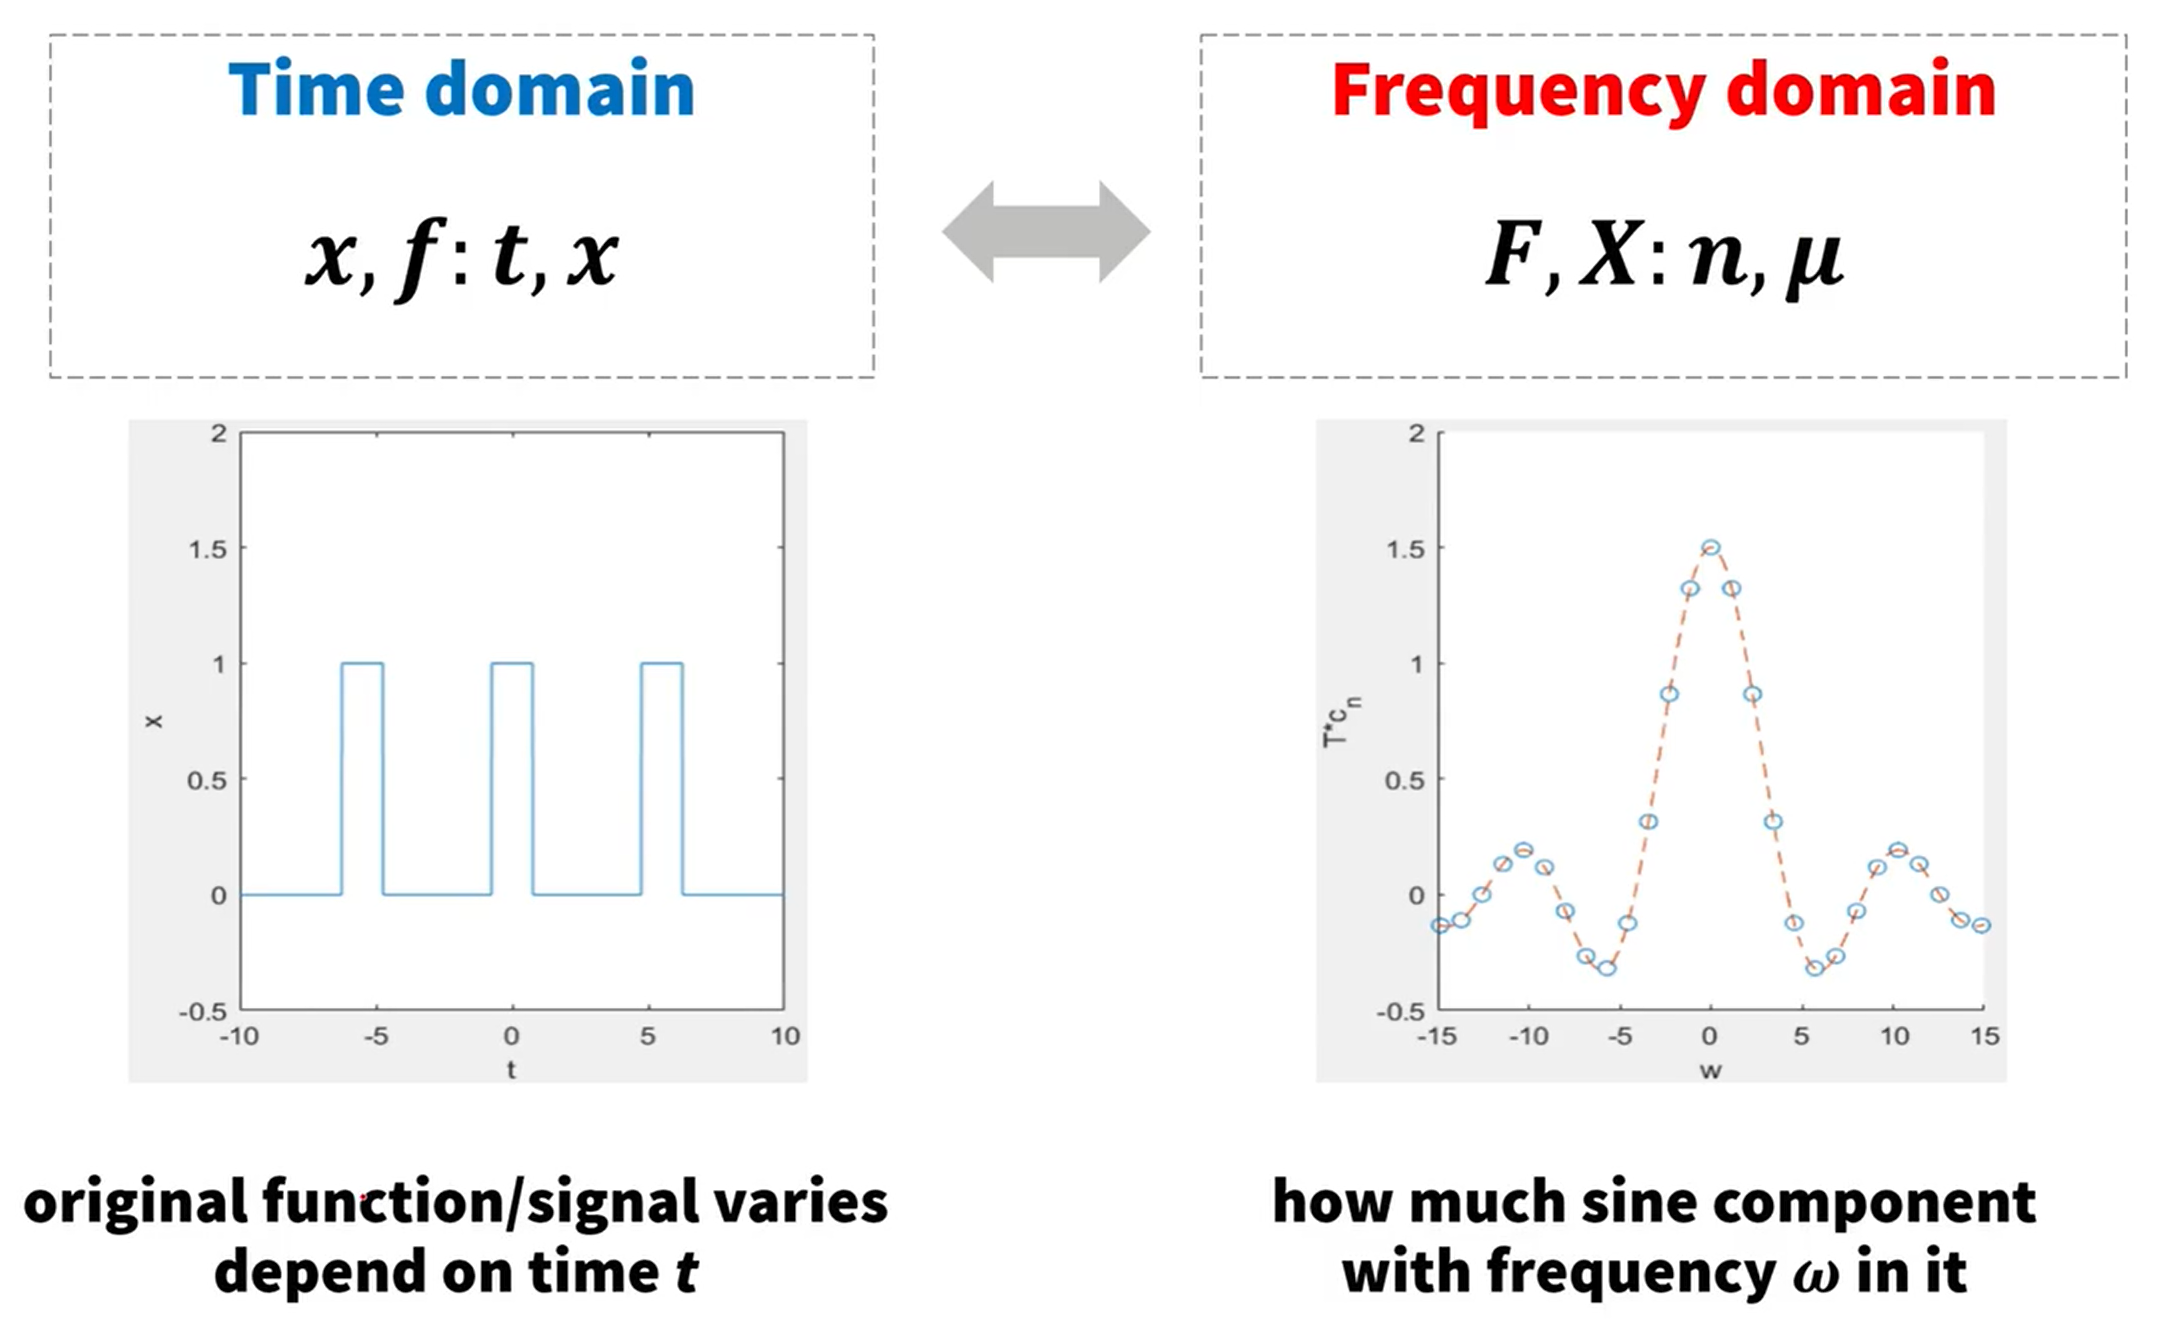 Time domain
x, f: t, x
Frequency domain
F, X: n, μ
2
1.5
1
0.5
0
-0.5
-10
-5
0
5
10
x
t
2
1.5
1
0.5
0
-0.5
-15
-10
-5
0
5
10
15
T*c_n
w
original function/signal varies
depend on time t
how much sine component
with frequency ω in it